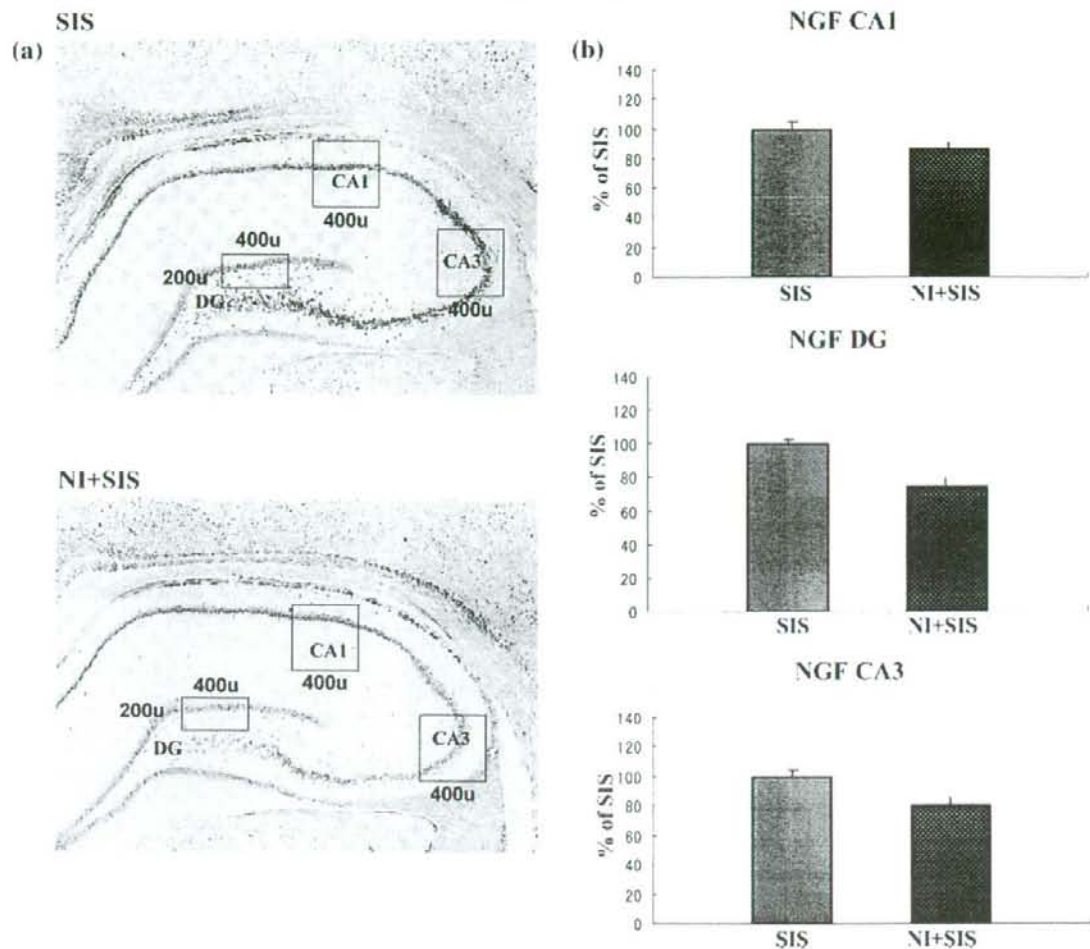 SIS
(a)
CA1
400u
CA3
400u
400u
200u
DG
NI+SIS
CA1
400u
CA3
400u
400u
200u
DG
(b)
NGF CA1
% of SIS
140
120
100
80
60
40
20
0
SIS NI+SIS
NGF DG
% of SIS
140
120
100
80
60
40
20
0
SIS NI+SIS
NGF CA3
% of SIS
140
120
100
80
60
40
20
0
SIS NI+SIS